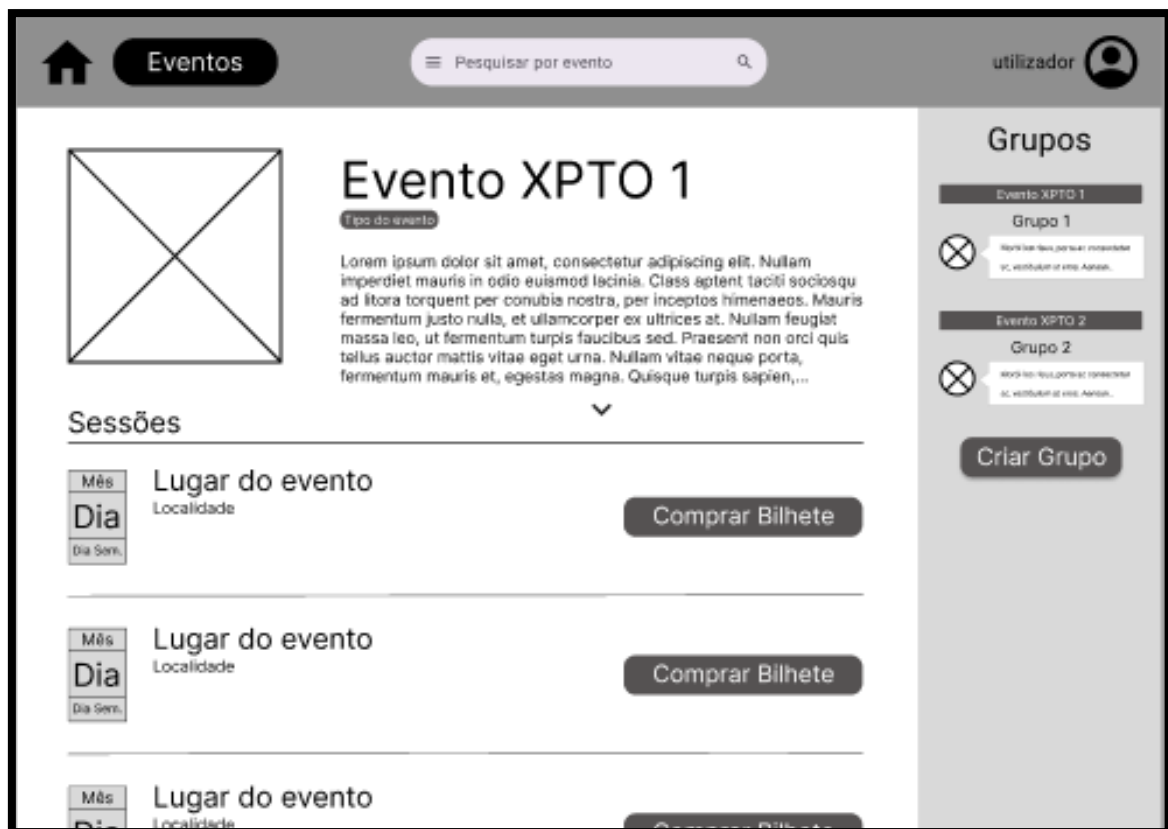 Eventos
Pesquisar por evento
utilizador
Evento XPTO 1
Tipo do evento
Lorem ipsum dolor sit amet, consectetur adipiscing elit. Nullam
imperdiet mauris in odio euismod lacinia. Class aptent taciti sociosqu
ad litora torquent per conubia nostra, per inceptos himenaeos. Mauris
fermentum justo nulla, et ullamcorper ex ultrices at. Nullam feugiat
massa leo, ut fermentum turpis faucibus sed. Praesent non orci quis
tellus auctor mattis vitae eget urna. Nullam vitae neque porta,
fermentum mauris et, egestas magna. Quisque turpis sapien,...
Sessões
Mês
Dia
Dia Sem.
Lugar do evento
Localidade
Comprar Bilhete
Mês
Dia
Dia Sem.
Lugar do evento
Localidade
Comprar Bilhete
Mês
Dia
Lugar do evento
Localidade
Comprar Bilhete
Grupos
Evento XPTO 1
Grupo 1
Evento XPTO 2
Grupo 2
Criar Grupo